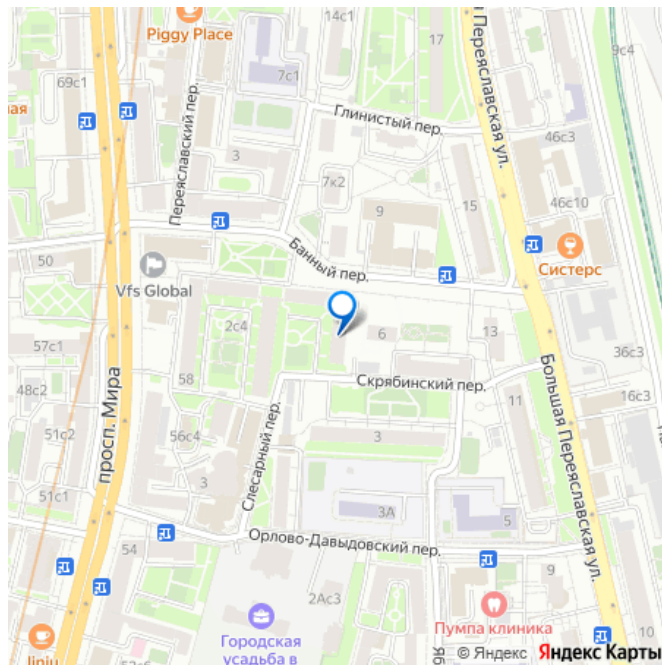 Piggy Place
14с1
17
7с1
9с4
69с1
Глинистый пер.
Переяславская ул.
46с3
Переяславский пер.
3
7к2
46с10
9
15
Систерс
Банный пер.
50
Vfs Global
57с1
2с4
6
13
36с3
58
48с2
Скрябинский пер.
16с3
11
просп. Мира
56с4
51с2
3
Слесарный пер.
Большая Переяславская ул.
51с1
3А
5
54
Орлово-Давыдовский пер.
9
2Ас3
Пумпа клиника
Городская
усадьба в
© Яндекс Яндекс Карты